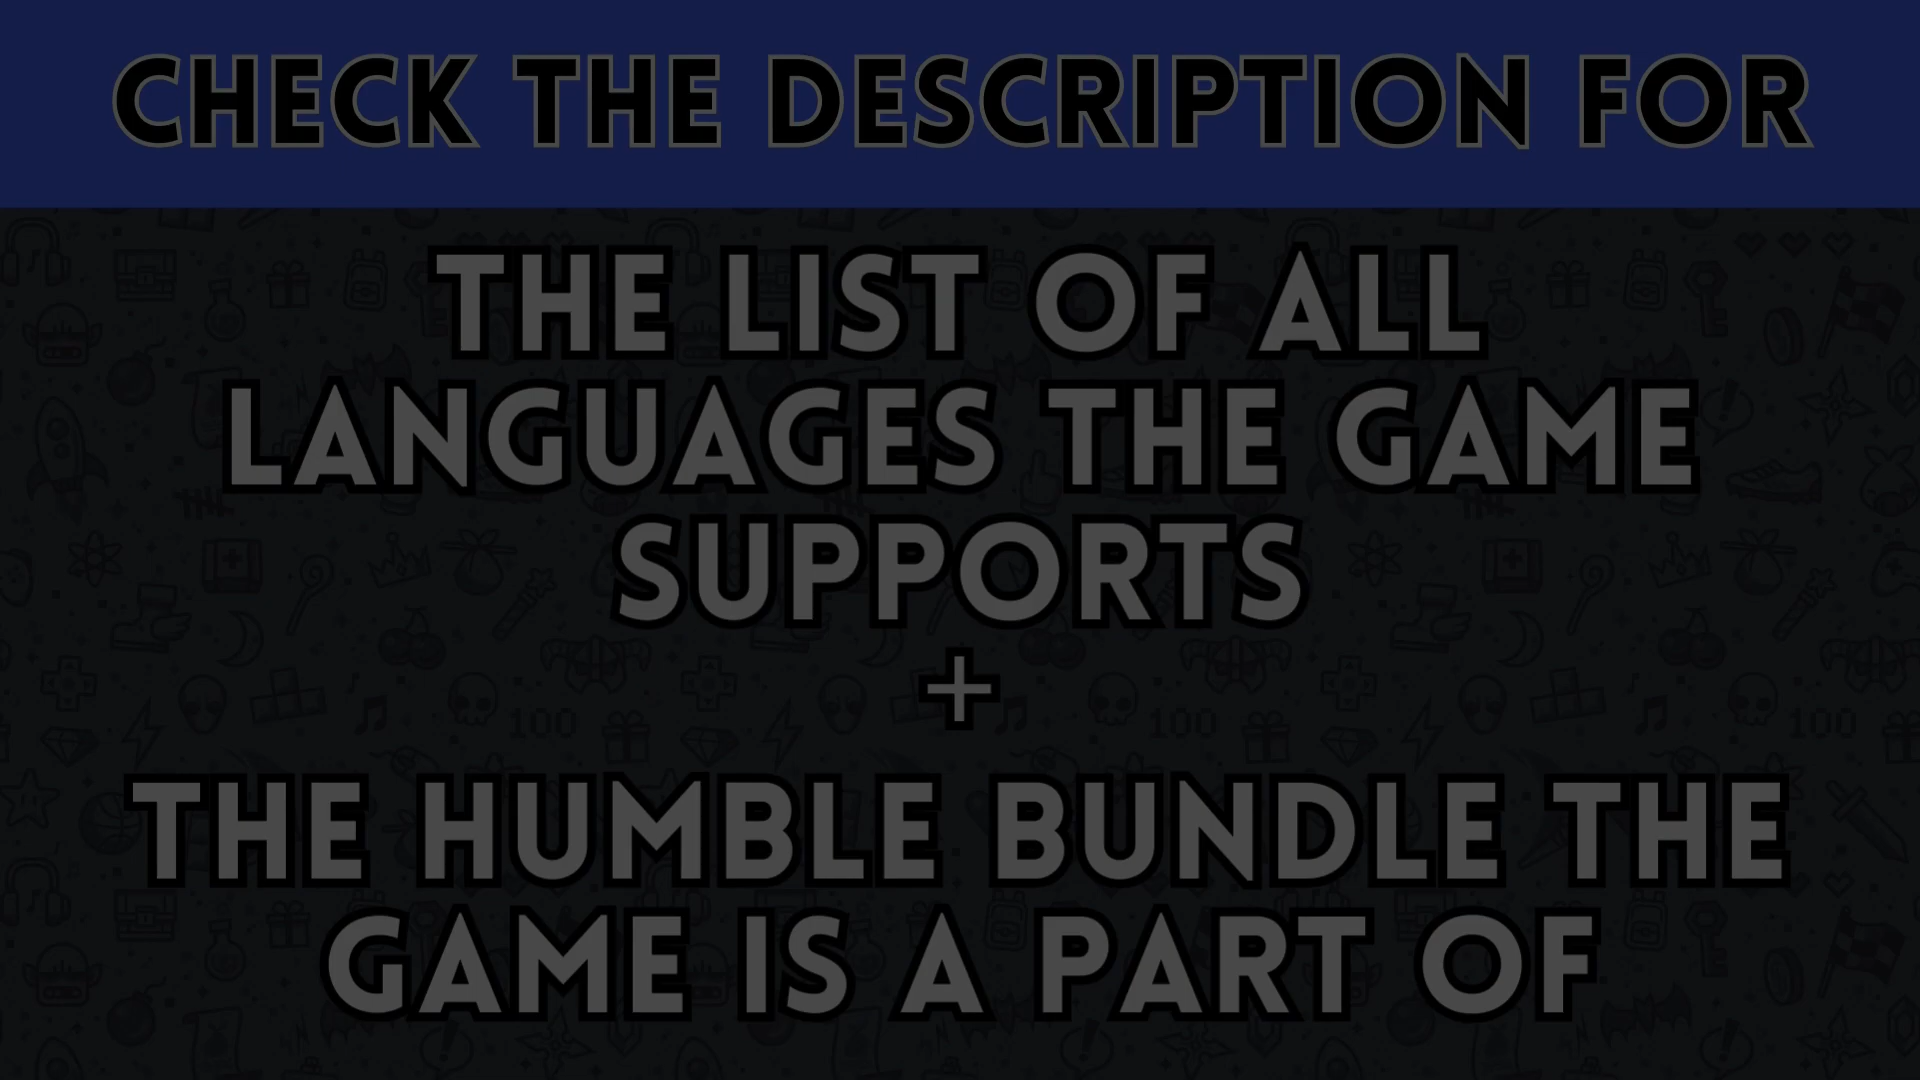 CHECK THE DESCRIPTION FOR
THE LIST OF ALL
LANGUAGES THE GAME
SUPPORTS
+
THE HUMBLE BUNDLE THE
GAME IS A PART OF